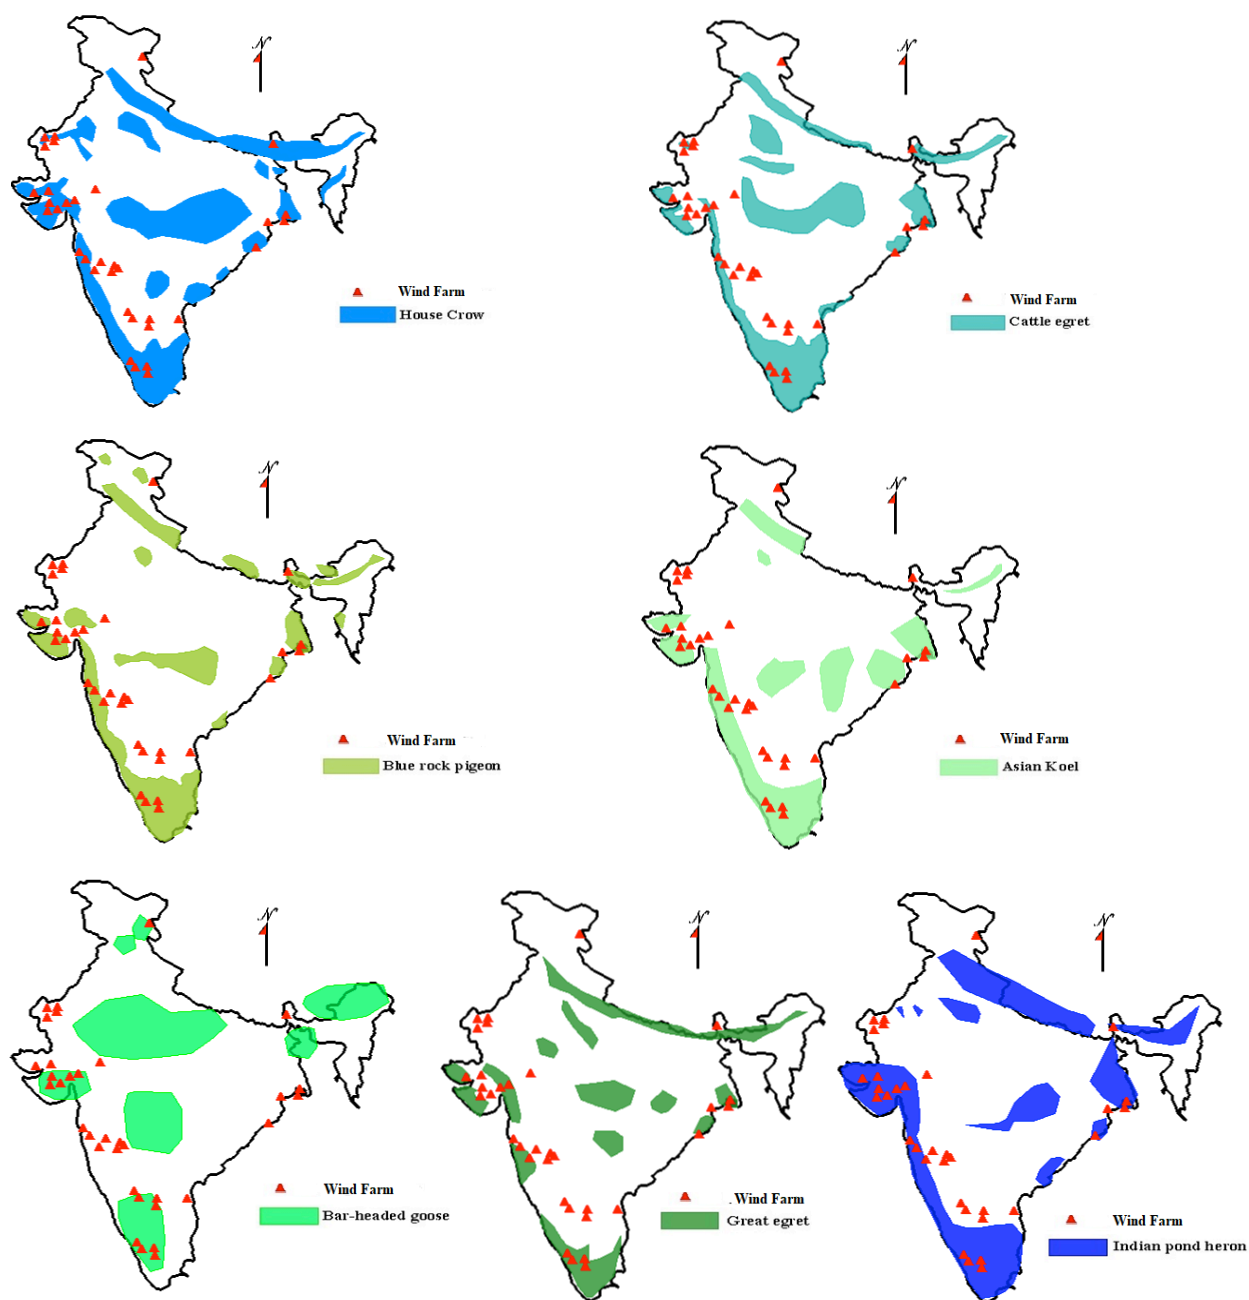 N
N
Wind Farm
House Crow
Wind Farm
Cattle egret
N
N
Wind Farm
Blue rock pigeon
Wind Farm
Asian Koel
N
N
N
Wind Farm
Bar-headed goose
. Wind Farm
Great egret
Wind Farm
Indian pond heron